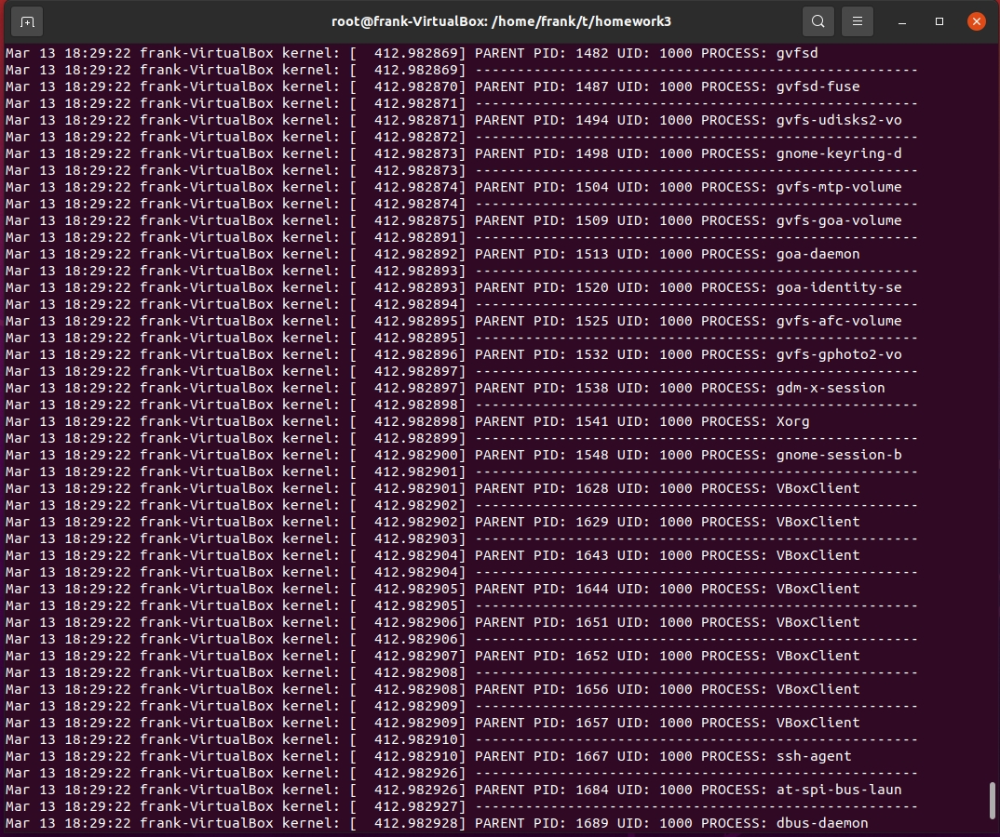 root@frank-VirtualBox: /home/frank/t/homework3
Mar 13 18:29:22 frank-VirtualBox kernel: [  412.982869] PARENT PID: 1482 UID: 1000 PROCESS: gvfsd
Mar 13 18:29:22 frank-VirtualBox kernel: [  412.982869] -----------------------------------------------------
Mar 13 18:29:22 frank-VirtualBox kernel: [  412.982870] PARENT PID: 1487 UID: 1000 PROCESS: gvfsd-fuse
Mar 13 18:29:22 frank-VirtualBox kernel: [  412.982871] -----------------------------------------------------
Mar 13 18:29:22 frank-VirtualBox kernel: [  412.982871] PARENT PID: 1494 UID: 1000 PROCESS: gvfs-udisks2-vo
Mar 13 18:29:22 frank-VirtualBox kernel: [  412.982872] -----------------------------------------------------
Mar 13 18:29:22 frank-VirtualBox kernel: [  412.982873] PARENT PID: 1498 UID: 1000 PROCESS: gnome-keyring-d
Mar 13 18:29:22 frank-VirtualBox kernel: [  412.982873] -----------------------------------------------------
Mar 13 18:29:22 frank-VirtualBox kernel: [  412.982874] PARENT PID: 1504 UID: 1000 PROCESS: gvfs-mtp-volume
Mar 13 18:29:22 frank-VirtualBox kernel: [  412.982874] -----------------------------------------------------
Mar 13 18:29:22 frank-VirtualBox kernel: [  412.982875] PARENT PID: 1509 UID: 1000 PROCESS: gvfs-goa-volume
Mar 13 18:29:22 frank-VirtualBox kernel: [  412.982891] -----------------------------------------------------
Mar 13 18:29:22 frank-VirtualBox kernel: [  412.982892] PARENT PID: 1513 UID: 1000 PROCESS: goa-daemon
Mar 13 18:29:22 frank-VirtualBox kernel: [  412.982893] -----------------------------------------------------
Mar 13 18:29:22 frank-VirtualBox kernel: [  412.982893] PARENT PID: 1520 UID: 1000 PROCESS: goa-identity-se
Mar 13 18:29:22 frank-VirtualBox kernel: [  412.982894] -----------------------------------------------------
Mar 13 18:29:22 frank-VirtualBox kernel: [  412.982895] PARENT PID: 1525 UID: 1000 PROCESS: gvfs-afc-volume
Mar 13 18:29:22 frank-VirtualBox kernel: [  412.982895] -----------------------------------------------------
Mar 13 18:29:22 frank-VirtualBox kernel: [  412.982896] PARENT PID: 1532 UID: 1000 PROCESS: gvfs-gphoto2-vo
Mar 13 18:29:22 frank-VirtualBox kernel: [  412.982897] -----------------------------------------------------
Mar 13 18:29:22 frank-VirtualBox kernel: [  412.982897] PARENT PID: 1538 UID: 1000 PROCESS: gdm-x-session
Mar 13 18:29:22 frank-VirtualBox kernel: [  412.982898] -----------------------------------------------------
Mar 13 18:29:22 frank-VirtualBox kernel: [  412.982898] PARENT PID: 1541 UID: 1000 PROCESS: Xorg
Mar 13 18:29:22 frank-VirtualBox kernel: [  412.982899] -----------------------------------------------------
Mar 13 18:29:22 frank-VirtualBox kernel: [  412.982900] PARENT PID: 1548 UID: 1000 PROCESS: gnome-session-b
Mar 13 18:29:22 frank-VirtualBox kernel: [  412.982901] -----------------------------------------------------
Mar 13 18:29:22 frank-VirtualBox kernel: [  412.982901] PARENT PID: 1628 UID: 1000 PROCESS: VBoxClient
Mar 13 18:29:22 frank-VirtualBox kernel: [  412.982902] -----------------------------------------------------
Mar 13 18:29:22 frank-VirtualBox kernel: [  412.982902] PARENT PID: 1629 UID: 1000 PROCESS: VBoxClient
Mar 13 18:29:22 frank-VirtualBox kernel: [  412.982903] -----------------------------------------------------
Mar 13 18:29:22 frank-VirtualBox kernel: [  412.982904] PARENT PID: 1643 UID: 1000 PROCESS: VBoxClient
Mar 13 18:29:22 frank-VirtualBox kernel: [  412.982904] -----------------------------------------------------
Mar 13 18:29:22 frank-VirtualBox kernel: [  412.982905] PARENT PID: 1644 UID: 1000 PROCESS: VBoxClient
Mar 13 18:29:22 frank-VirtualBox kernel: [  412.982905] -----------------------------------------------------
Mar 13 18:29:22 frank-VirtualBox kernel: [  412.982906] PARENT PID: 1651 UID: 1000 PROCESS: VBoxClient
Mar 13 18:29:22 frank-VirtualBox kernel: [  412.982906] -----------------------------------------------------
Mar 13 18:29:22 frank-VirtualBox kernel: [  412.982907] PARENT PID: 1652 UID: 1000 PROCESS: VBoxClient
Mar 13 18:29:22 frank-VirtualBox kernel: [  412.982908] -----------------------------------------------------
Mar 13 18:29:22 frank-VirtualBox kernel: [  412.982908] PARENT PID: 1656 UID: 1000 PROCESS: VBoxClient
Mar 13 18:29:22 frank-VirtualBox kernel: [  412.982909] -----------------------------------------------------
Mar 13 18:29:22 frank-VirtualBox kernel: [  412.982909] PARENT PID: 1657 UID: 1000 PROCESS: VBoxClient
Mar 13 18:29:22 frank-VirtualBox kernel: [  412.982910] -----------------------------------------------------
Mar 13 18:29:22 frank-VirtualBox kernel: [  412.982910] PARENT PID: 1667 UID: 1000 PROCESS: ssh-agent
Mar 13 18:29:22 frank-VirtualBox kernel: [  412.982926] -----------------------------------------------------
Mar 13 18:29:22 frank-VirtualBox kernel: [  412.982926] PARENT PID: 1684 UID: 1000 PROCESS: at-spi-bus-laun
Mar 13 18:29:22 frank-VirtualBox kernel: [  412.982927] -----------------------------------------------------
Mar 13 18:29:22 frank-VirtualBox kernel: [  412.982928] PARENT PID: 1689 UID: 1000 PROCESS: dbus-daemon